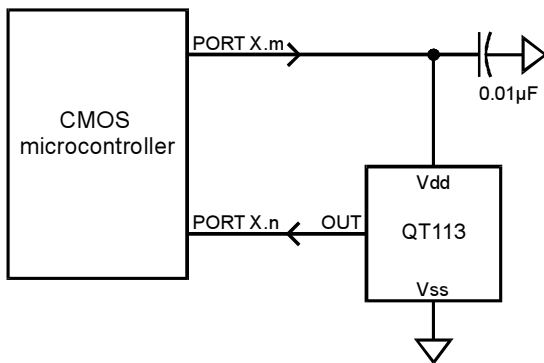 PORT X.m
0.01µF
CMOS
microcontroller
Vdd
PORT X.n
OUT
QT113
Vss